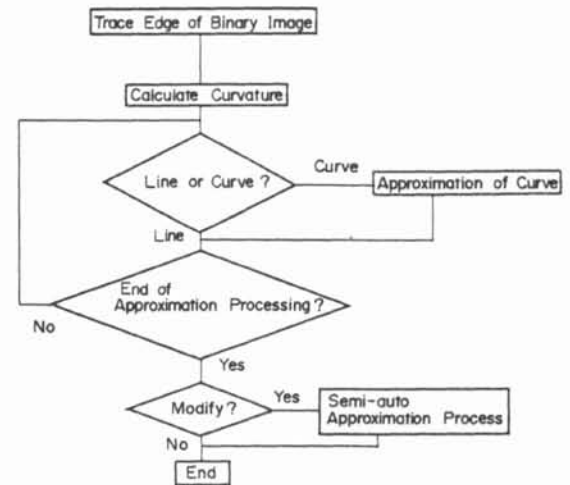 Trace Edge of Binary Image
Calculate Curvature
Line or Curve ?
Curve
Approximation of Curve
Line
End of
Approximation Processing ?
No
Yes
Modify ?
Yes
Semi-auto
Approximation Process
No
End